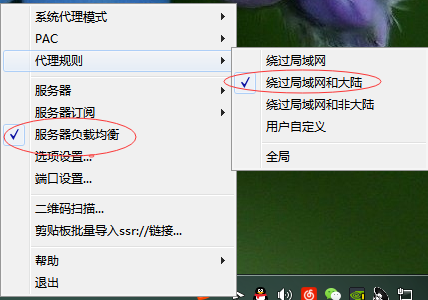 系统代理模式
PAC
代理规则
服务器
服务器订阅
服务器负载均衡
选项设置...
端口设置...
二维码扫描...
剪贴板批量导入ssr://链接...
帮助
退出
绕过局域网
绕过局域网和大陆
绕过局域网和非大陆
用户自定义
全局